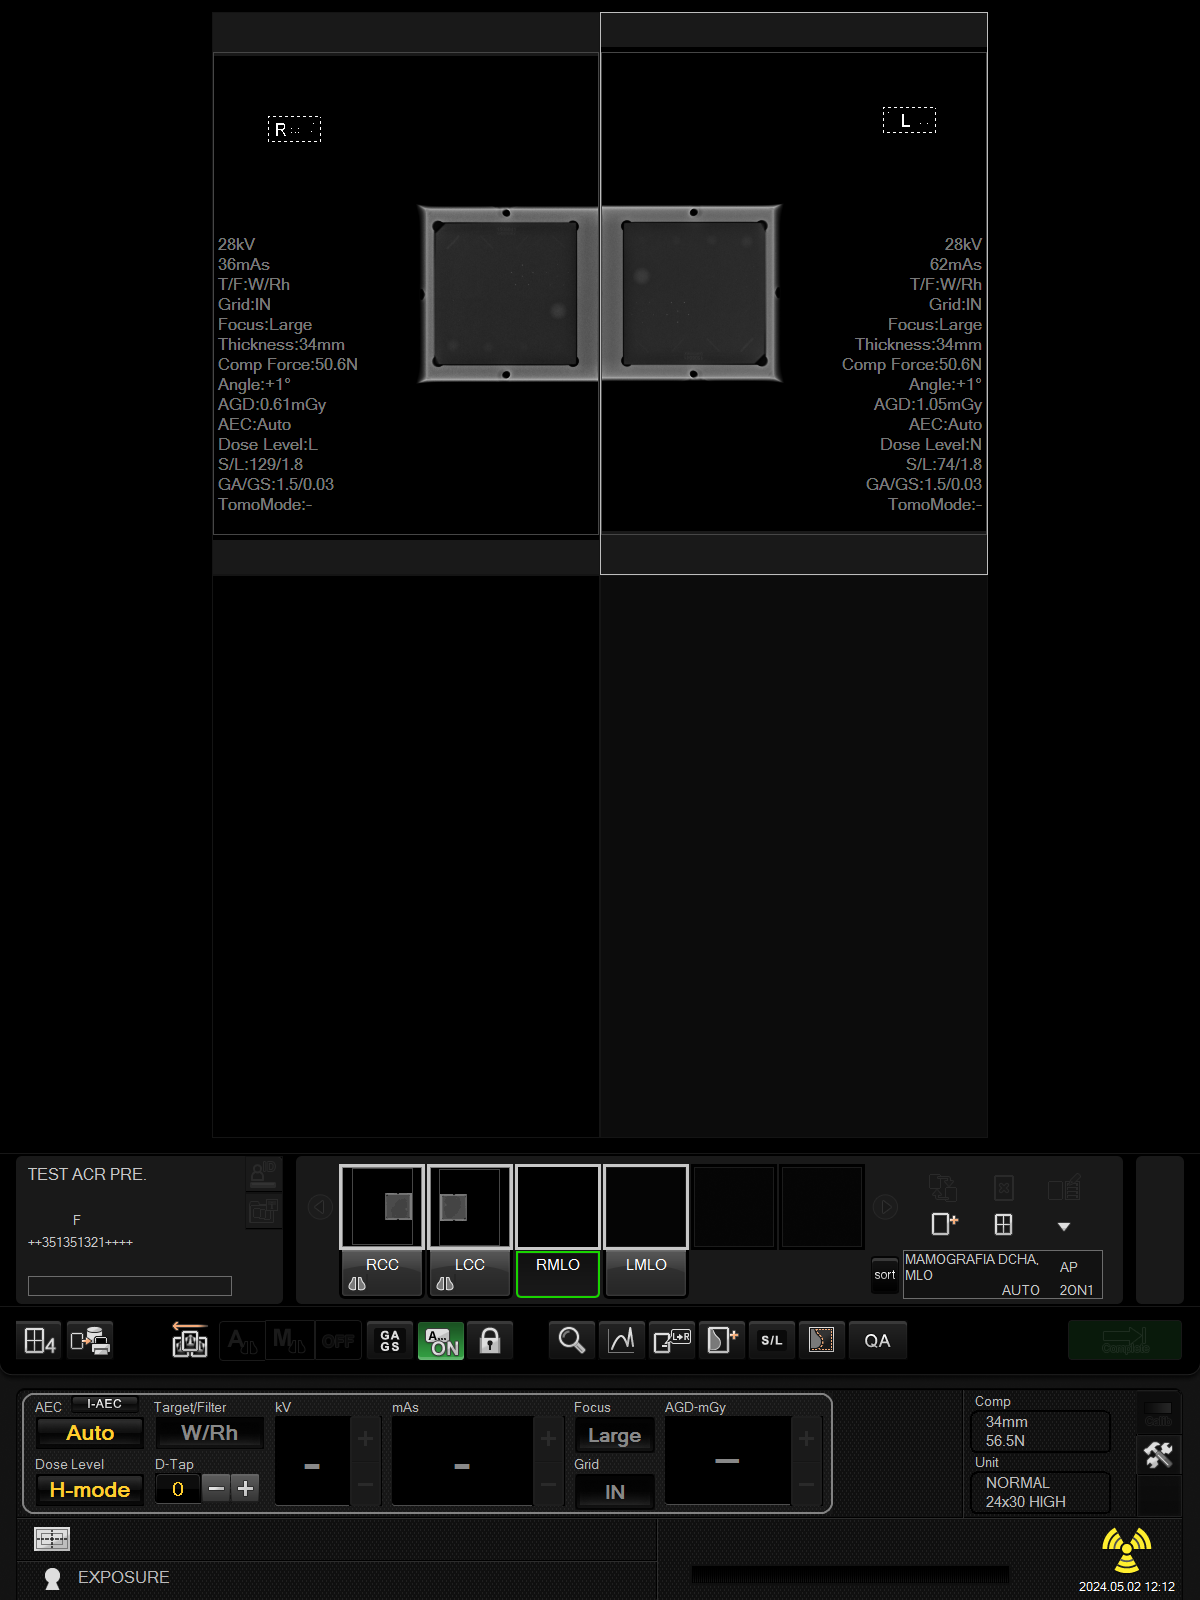 R
L
28kV
36mAs
T/F:W/Rh
Grid:IN
Focus:Large
Thickness:34mm
Comp Force:50.6N
Angle:+1°
AGD:0.61mGy
AEC:Auto
Dose Level:L
S/L:129/1.8
GA/GS:1.5/0.03
TomoMode:-
28kV
62mAs
T/F:W/Rh
Grid:IN
Focus:Large
Thickness:34mm
Comp Force:50.6N
Angle:+1°
AGD:1.05mGy
AEC:Auto
Dose Level:N
S/L:74/1.8
GA/GS:1.5/0.03
TomoMode:-
TEST ACR PRE.
F
++351351321++++
RCC
LCC
RMLO
LMLO
sort
MAMOGRAFIA DCHA,
MLO
AP
AUTO
2ON1
4
A
M
OFF
GA
GS
A...
ON
L→R
S/L
QA
Complete
AEC
I-AEC
Auto
Dose Level
H-mode
Target/Filter
W/Rh
D-Tap
0
kV
mAs
Focus
Large
Grid
IN
AGD-mGy
Comp
34mm
56.5N
Unit
NORMAL
24x30 HIGH
EXPOSURE
2024.05.02 12:12